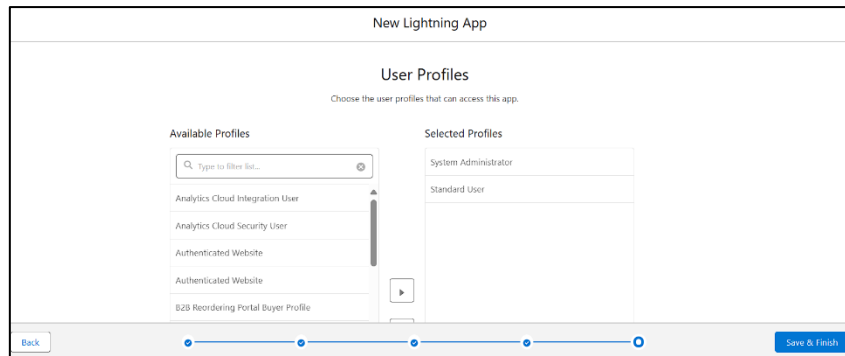 New Lightning App
User Profiles
Choose the user profiles that can access this app.
Available Profiles
Type to filter list...
Analytics Cloud Integration User
Analytics Cloud Security User
Authenticated Website
Authenticated Website
B2B Reordering Portal Buyer Profile
Selected Profiles
System Administrator
Standard User
Back
Save & Finish